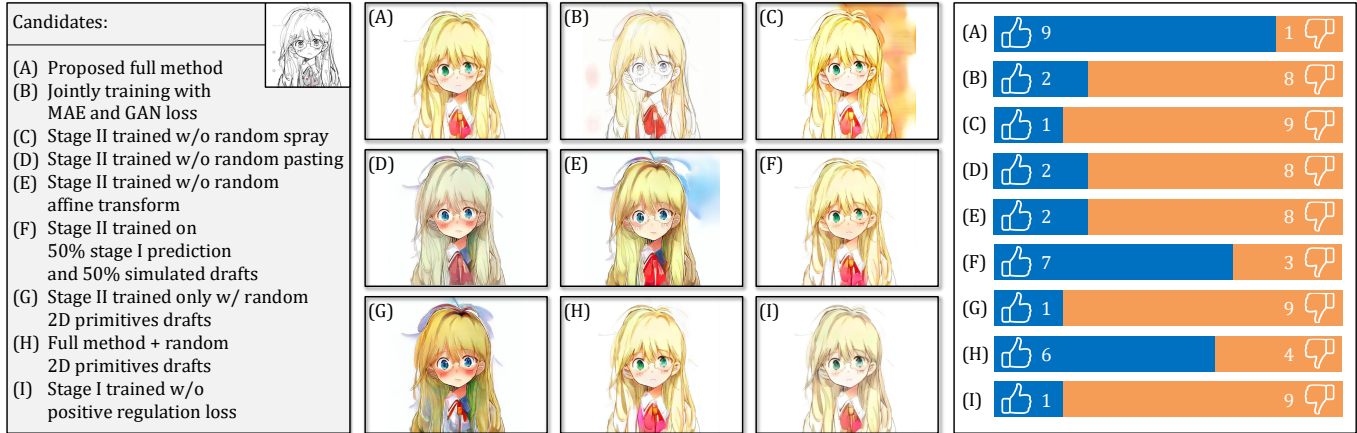 Candidates:
(A) Proposed full method
(B) Jointly training with
MAE and GAN loss
(C) Stage II trained w/o random spray
(D) Stage II trained w/o random pasting
(E) Stage II trained w/o random
affine transform
(F) Stage II trained on
50% stage I prediction
and 50% simulated drafts
(G) Stage II trained only w/ random
2D primitives drafts
(H) Full method + random
2D primitives drafts
(I) Stage I trained w/o
positive regulation loss
(A) (B) (C)
(D) (E) (F)
(G) (H) (I)
(A) 9 1
(B) 2 8
(C) 1 9
(D) 2 8
(E) 2 8
(F) 7 3
(G) 1 9
(H) 6 4
(I) 1 9